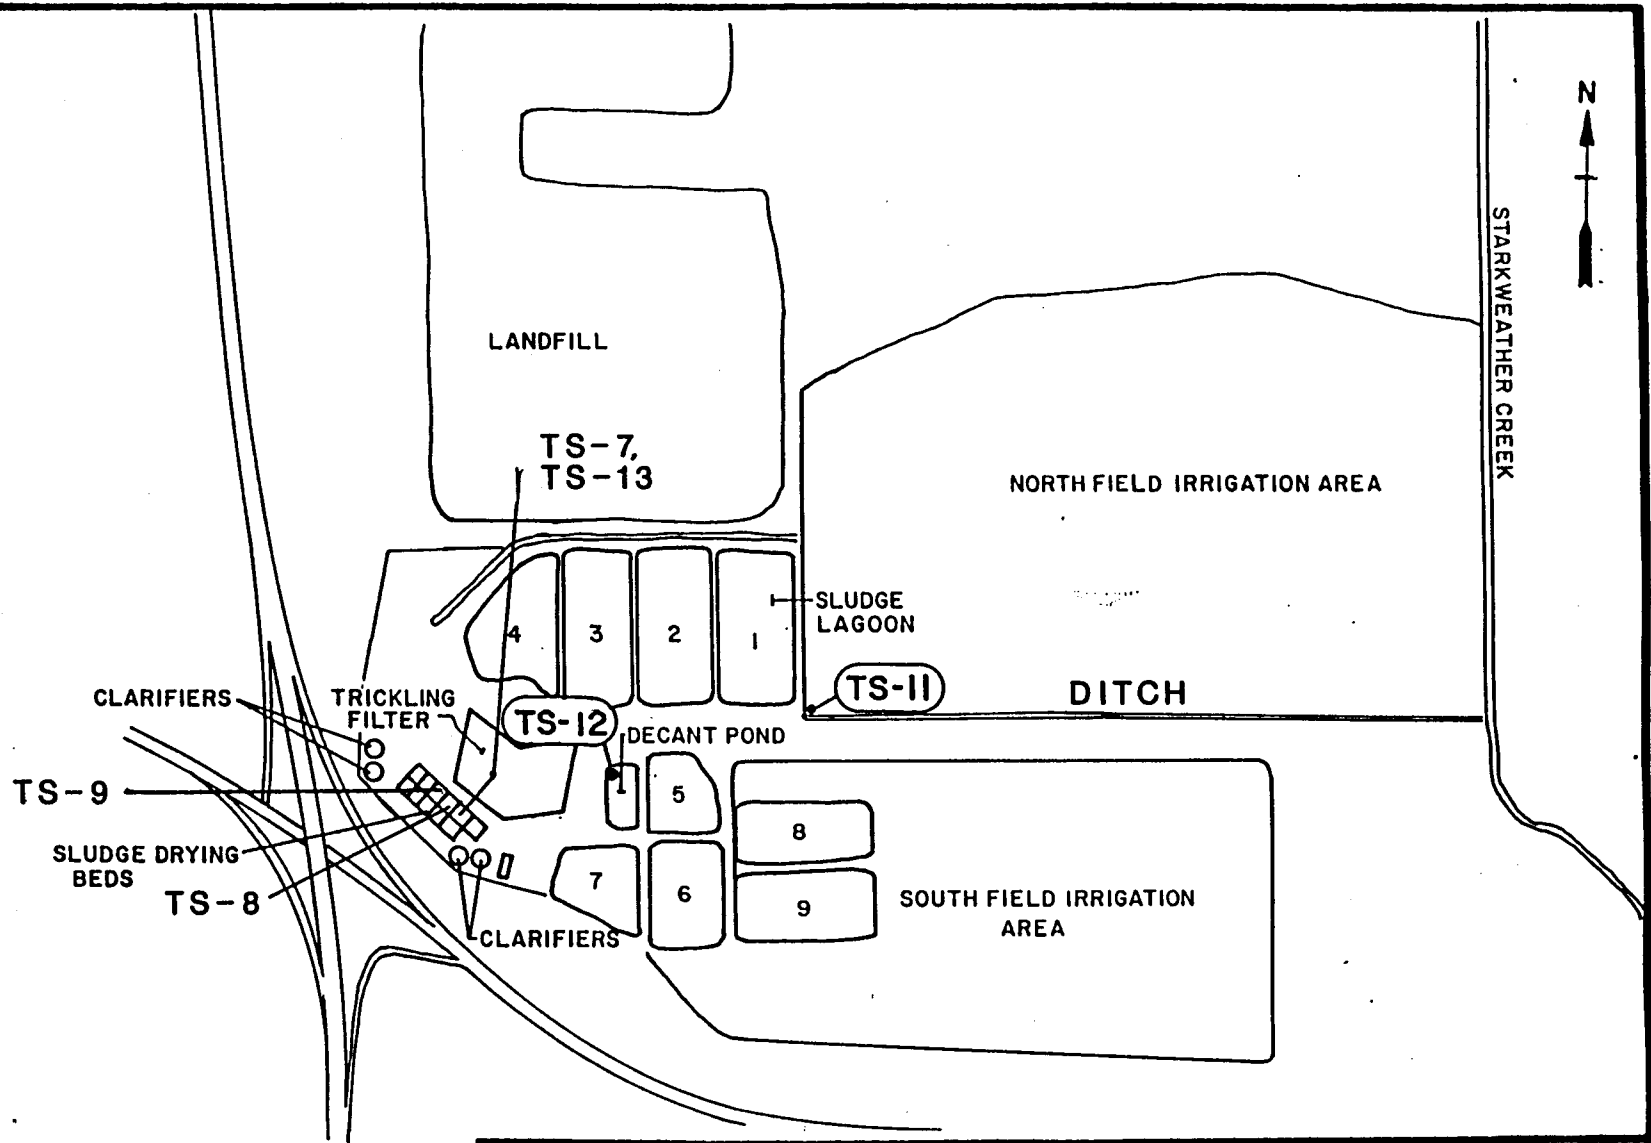 N
STARKWEATHER CREEK
LANDFILL
TS-7,
TS-13
NORTH FIELD IRRIGATION AREA
SLUDGE
LAGOON
4
3
2
1
CLARIFIERS
TRICKLING
FILTER
TS-12
TS-11
DITCH
DECANT POND
TS-9
5
8
SLUDGE DRYING
BEDS
TS-8
7
6
9
SOUTH FIELD IRRIGATION
AREA
CLARIFIERS